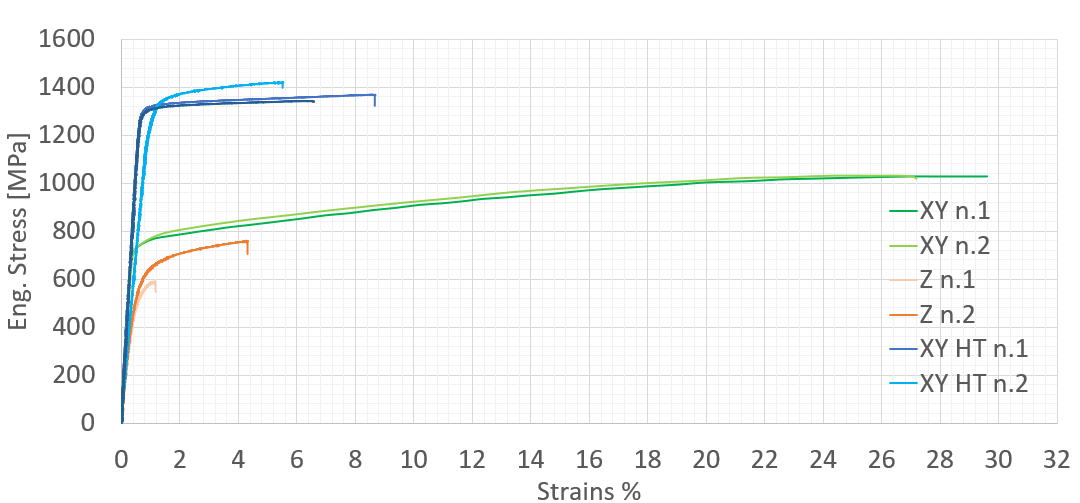 1600
1400
1200
1000
800
600
400
200
0
Eng. Stress [MPa]
XY n.1
XY n.2
Z n.1
Z n.2
XY HT n.1
XY HT n.2
0 2 4 6 8 10 12 14 16 18 20 22 24 26 28 30 32
Strains %